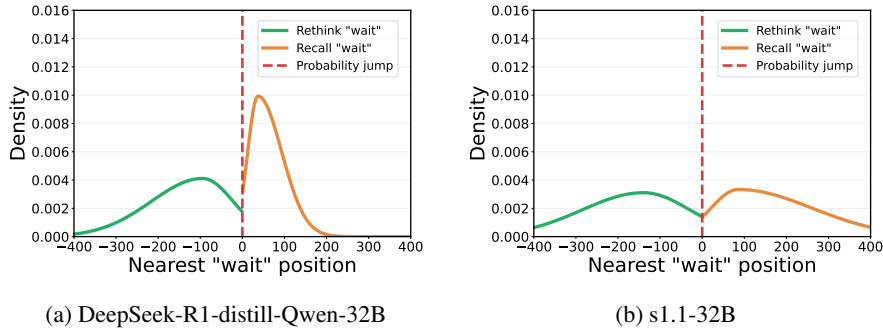 0.016
0.014
0.012
0.010
0.008
0.006
0.004
0.002
0.000
Density
−400 −300 −200 −100 0 100 200 300 400
Nearest "wait" position
Rethink "wait"
Recall "wait"
Probability jump
(a) DeepSeek-R1-distill-Qwen-32B
0.016
0.014
0.012
0.010
0.008
0.006
0.004
0.002
0.000
Density
−400 −300 −200 −100 0 100 200 300 400
Nearest "wait" position
Rethink "wait"
Recall "wait"
Probability jump
(b) s1.1-32B